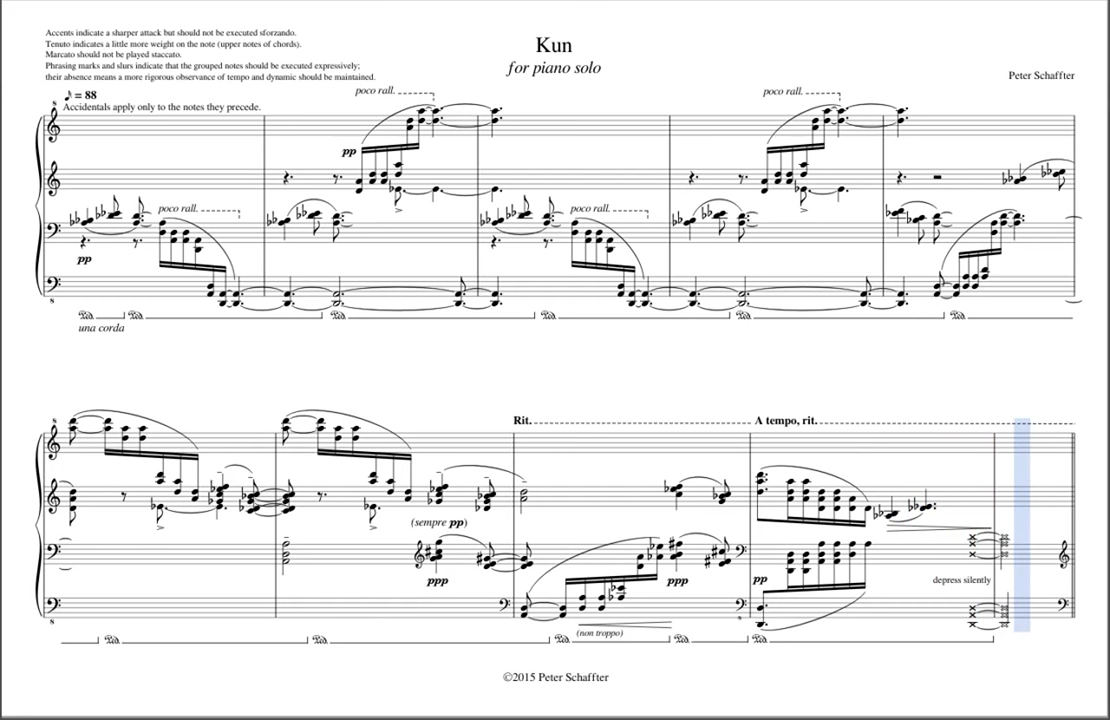 Accents indicate a sharper attack but should not be executed sforzando.
Tenuto indicates a little more weight on the note (upper notes of chords).
Marcato should not be played staccato.
Phrasing marks and slurs indicate that the grouped notes should be executed expressively;
their absence means a more rigorous observance of tempo and dynamic should be maintained.
Kun
for piano solo
Peter Schaffter
♪ = 88
Accidentals apply only to the notes they precede.
poco rall.
poco rall.
8
pp
poco rall.
poco rall.
pp
8
una corda
8
Rit.
A tempo, rit.
(sempre pp)
ppp
ppp
pp
depress silently
8
8
(non troppo)
©2015 Peter Schaffter